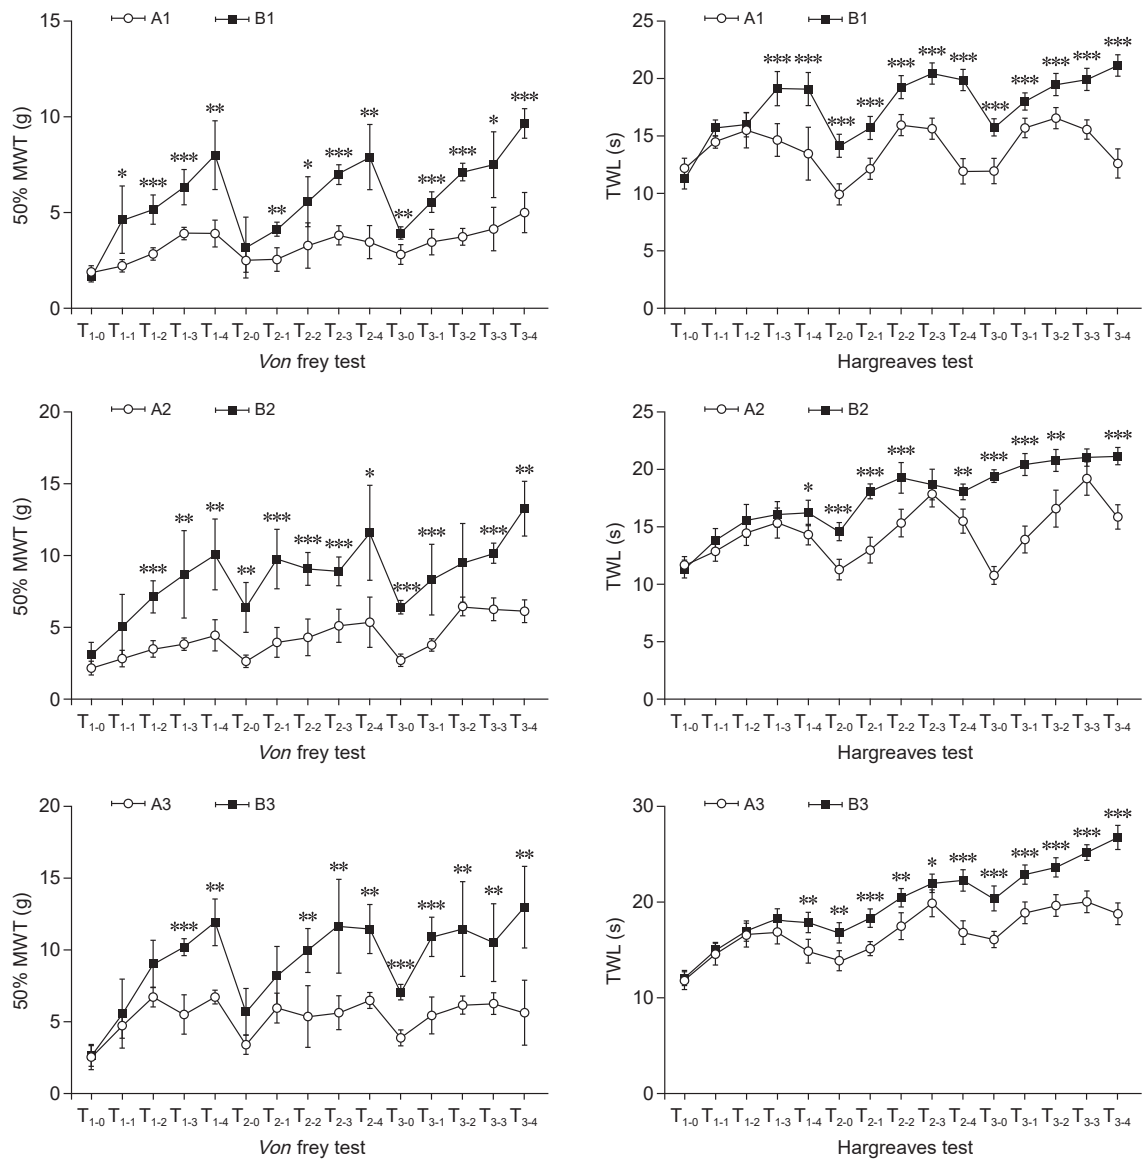 A1 B1
15
10
5
0
50% MWT (g)
* *** *** ** ** * *** ** ** *** *** * ***
T1-0 T1-1 T1-2 T1-3 T1-4 T2-0 T2-1 T2-2 T2-3 T2-4 T3-0 T3-1 T3-2 T3-3 T3-4
Von frey test
A1 B1
25
20
15
10
5
0
TWL (s)
*** *** *** *** *** *** *** *** *** *** *** ***
T1-0 T1-1 T1-2 T1-3 T1-4 T2-0 T2-1 T2-2 T2-3 T2-4 T3-0 T3-1 T3-2 T3-3 T3-4
Hargreaves test
A2 B2
20
15
10
5
0
50% MWT (g)
*** ** ** ** *** *** *** * *** *** *** **
T1-0 T1-1 T1-2 T1-3 T1-4 T2-0 T2-1 T2-2 T2-3 T2-4 T3-0 T3-1 T3-2 T3-3 T3-4
Von frey test
A2 B2
25
20
15
10
5
0
TWL (s)
* *** *** *** ** *** *** ** ***
T1-0 T1-1 T1-2 T1-3 T1-4 T2-0 T2-1 T2-2 T2-3 T2-4 T3-0 T3-1 T3-2 T3-3 T3-4
Hargreaves test
A3 B3
20
15
10
5
0
50% MWT (g)
*** ** ** ** ** *** *** ** ** **
T1-0 T1-1 T1-2 T1-3 T1-4 T2-0 T2-1 T2-2 T2-3 T2-4 T3-0 T3-1 T3-2 T3-3 T3-4
Von frey test
A3 B3
30
20
10
0
TWL (s)
** ** *** ** * *** *** *** *** *** ***
T1-0 T1-1 T1-2 T1-3 T1-4 T2-0 T2-1 T2-2 T2-3 T2-4 T3-0 T3-1 T3-2 T3-3 T3-4
Hargreaves test